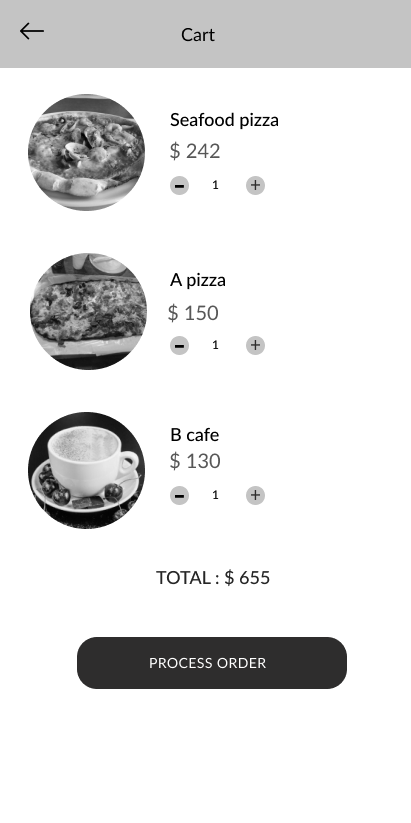 Cart
Seafood pizza
$ 242
1
A pizza
$ 150
1
B cafe
$ 130
1
TOTAL : $ 655
PROCESS ORDER